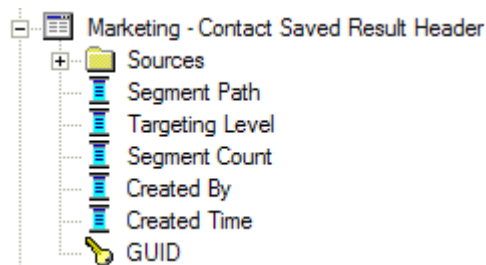 Marketing - Contact Saved Result Header
Sources
Segment Path
Targeting Level
Segment Count
Created By
Created Time
GUID